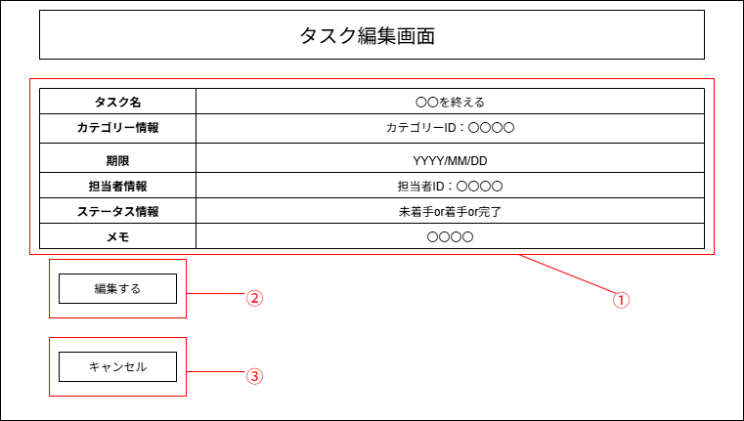 タスク編集画面
タスク名 〇〇を終える
カテゴリー情報 カテゴリーID：〇〇〇〇
期限 YYYY/MM/DD
担当者情報 担当者ID：〇〇〇〇
ステータス情報 未着手or着手or完了
メモ 〇〇〇〇
①
編集する ②
キャンセル ③